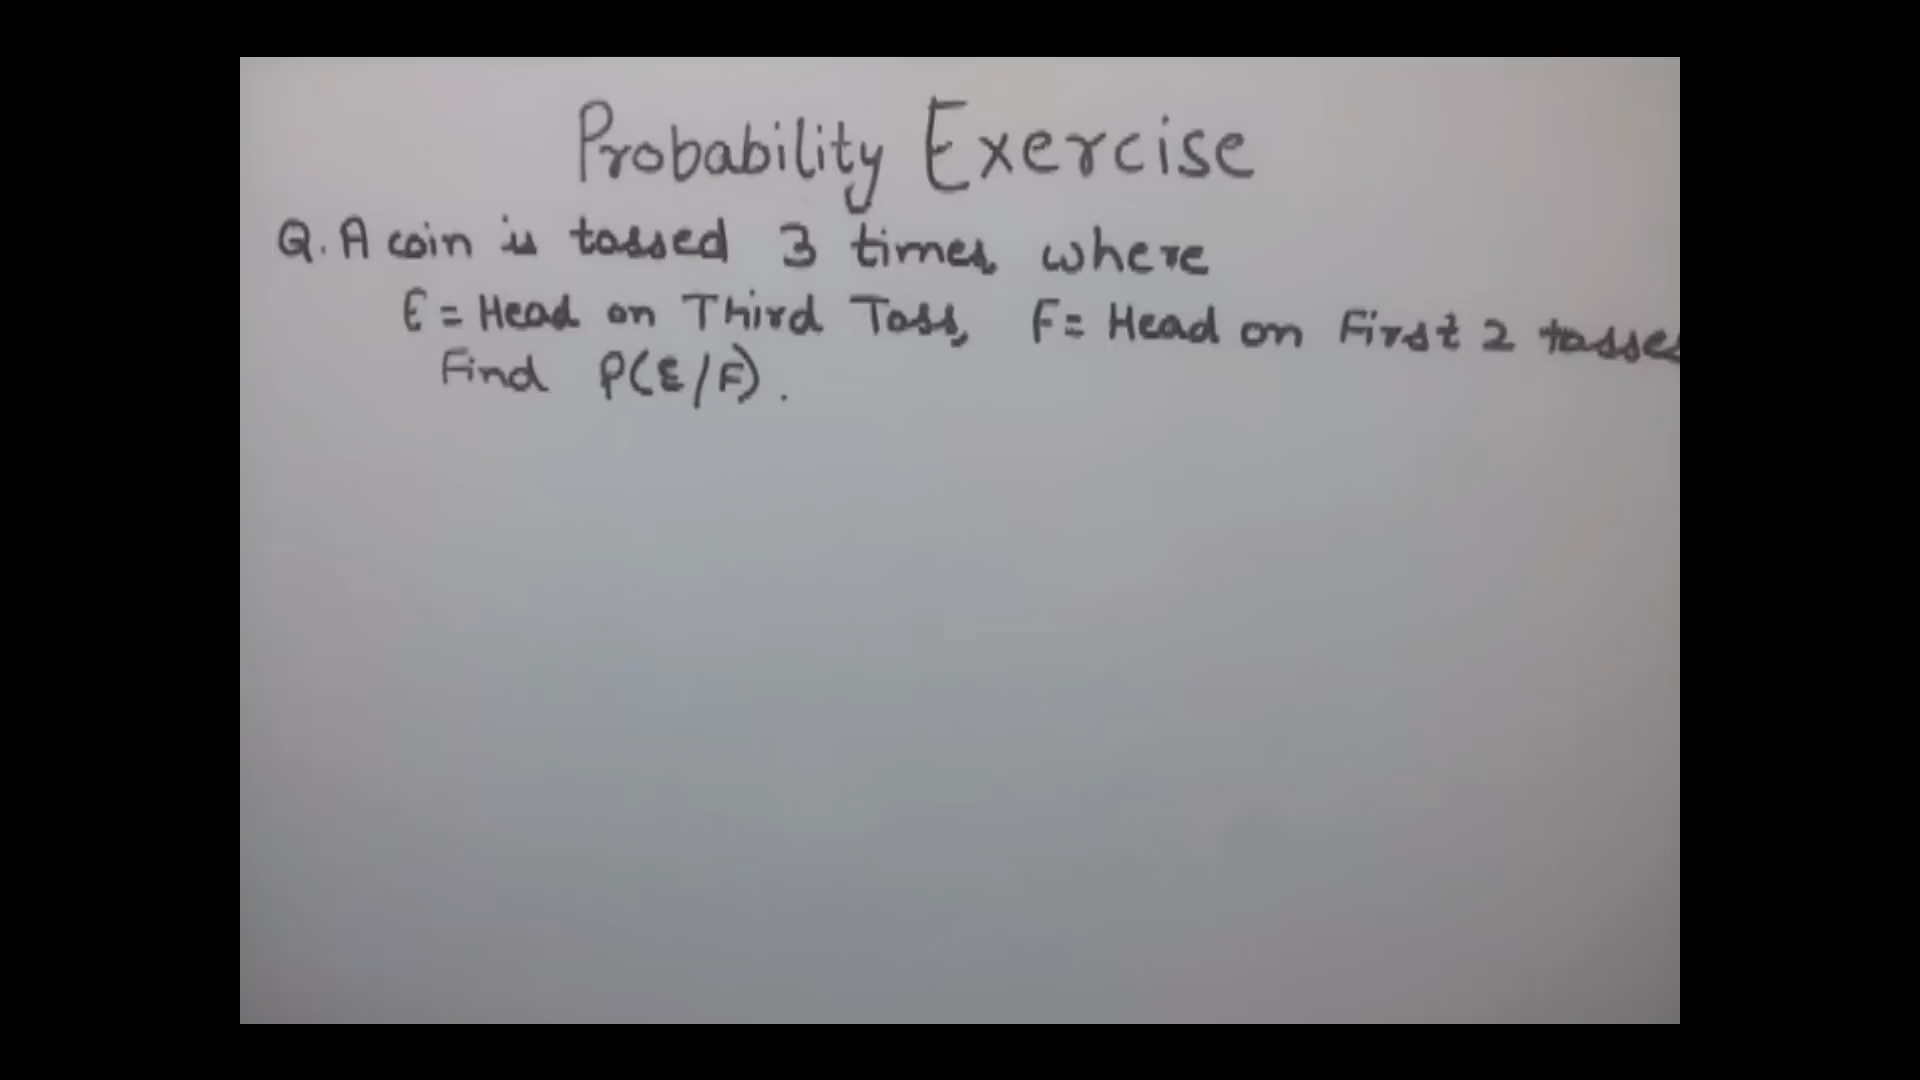 Probability Exercise
Q. A coin is tossed 3 times, where
E = Head on Third Toss, F = Head on First 2 tosses
Find P(E/F).